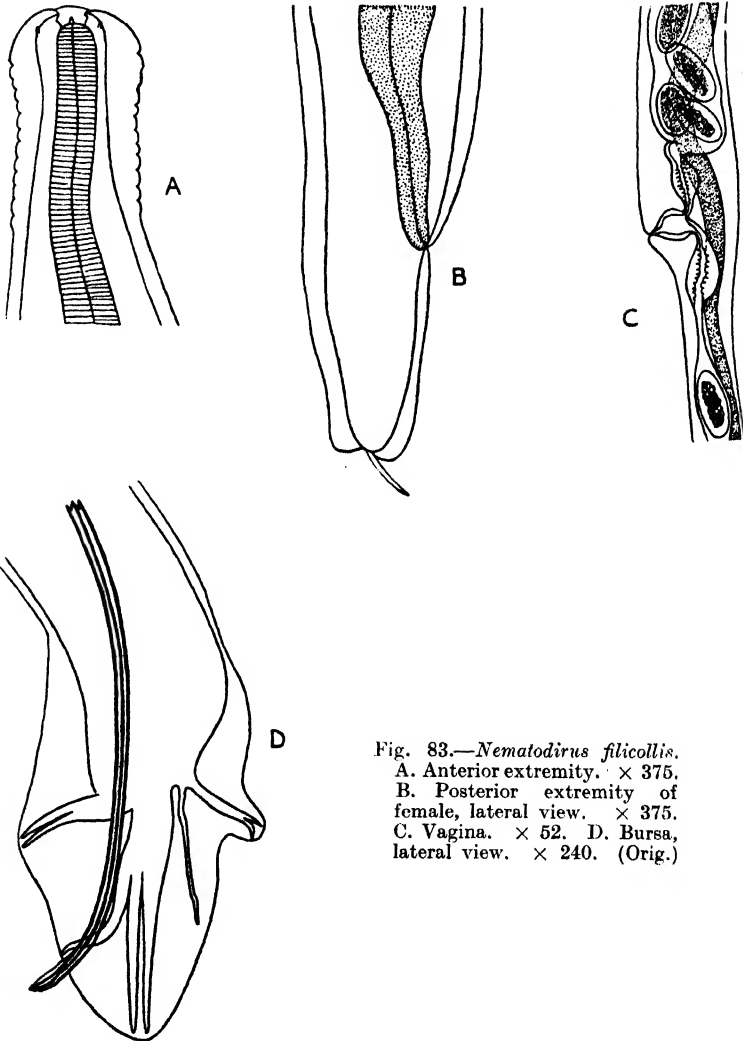 A
B
C
D
Fig. 83.—Nematodirus filicollis.
A. Anterior extremity. × 375.
B. Posterior extremity of
female, lateral view. × 375.
C. Vagina. × 52. D. Bursa,
lateral view. × 240. (Orig.)